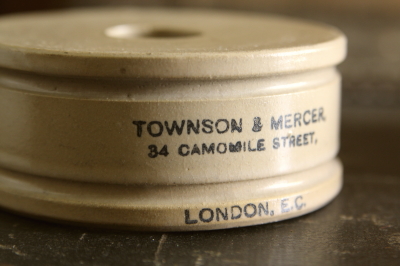 TOWNSON & MERCER,
34 CAMOMILE STREET,
LONDON, E.C.